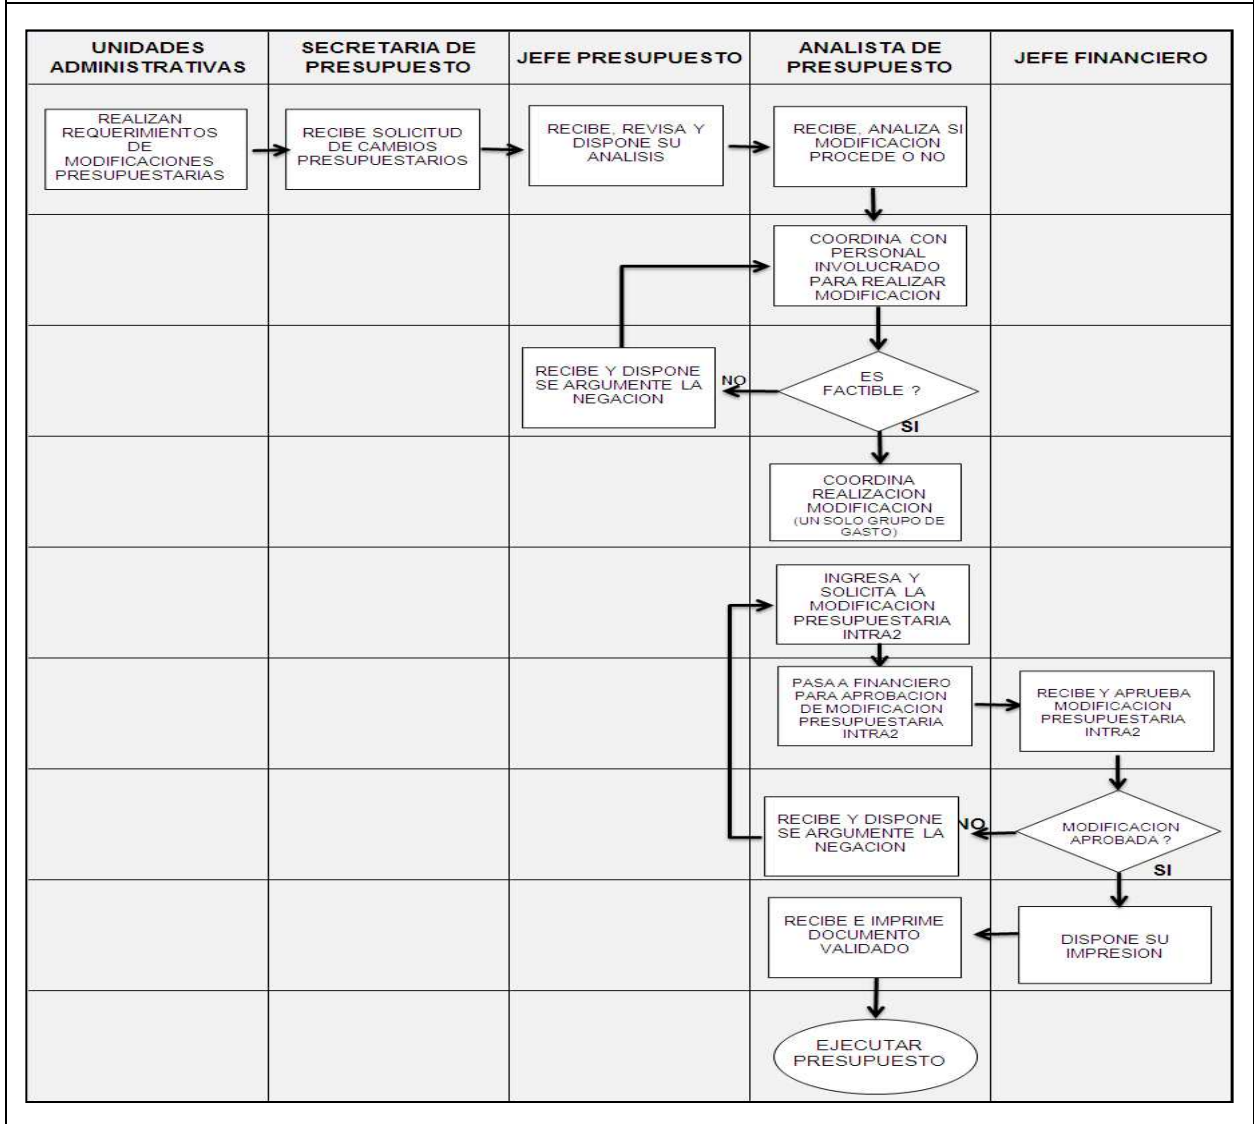 UNIDADES
ADMINISTRATIVAS
SECRETARIA DE
PRESUPUESTO
JEFE PRESUPUESTO
ANALISTA DE
PRESUPUESTO
JEFE FINANCIERO
REALIZAN
REQUERIMIENTOS
DE
MODIFICACIONES
PRESUPUESTARIAS
RECIBE SOLICITUD
DE CAMBIOS
PRESUPUESTARIOS
RECIBE, REVISA Y
DISPONE SU
ANALISIS
RECIBE, ANALIZA SI
MODIFICACION
PROCEDE O NO
COORDINA CON
PERSONAL
INVOLUCRADO
PARA REALIZAR
MODIFICACION
RECIBE Y DISPONE
SE ARGUMENTE LA
NEGACION
NO
ES
FACTIBLE ?
SI
COORDINA
REALIZACION
MODIFICACION
(UN SOLO GRUPO DE
GASTO)
INGRESA Y
SOLICITA LA
MODIFICACION
PRESUPUESTARIA
INTRA2
PASA A FINANCIERO
PARA APROBACION
DE MODIFICACION
PRESUPUESTARIA
INTRA2
RECIBE Y APRUEBA
MODIFICACION
PRESUPUESTARIA
INTRA2
RECIBE Y DISPONE
SE ARGUMENTE LA
NEGACION
NO
MODIFICACION
APROBADA ?
SI
RECIBE E IMPRIME
DOCUMENTO
VALIDADO
DISPONE SU
IMPRESION
EJECUTAR
PRESUPUESTO